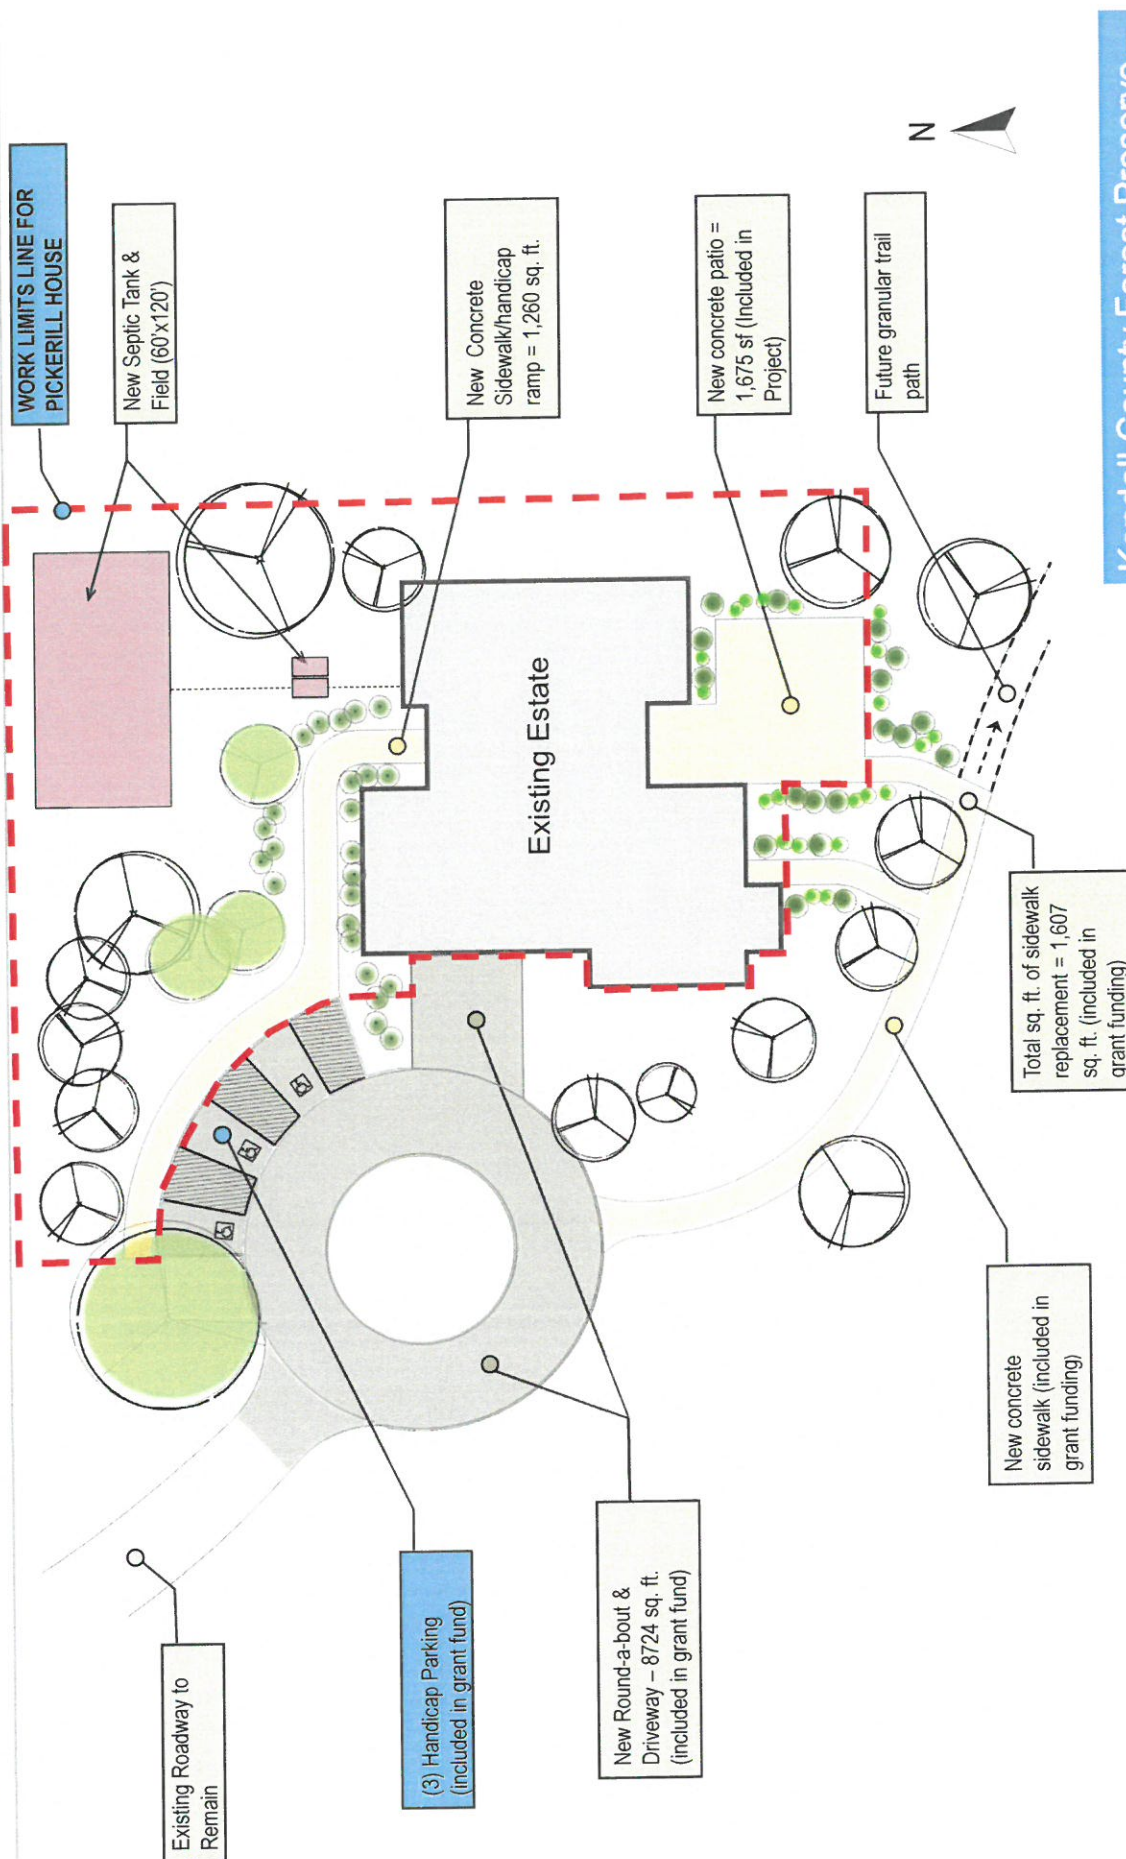 WORK LIMITS LINE FOR
PICKERILL HOUSE
New Septic Tank &
Field (60'x120')
New Concrete
Sidewalk/handicap
ramp = 1,260 sq. ft.
New concrete patio =
1,675 sf (Included in
Project)
Future granular trail
path
N
Existing Estate
Total sq. ft. of sidewalk
replacement = 1,607
sq. ft. (included in
grant funding)
New concrete
sidewalk (included in
grant funding)
New Round-a-bout &
Driveway – 8724 sq. ft.
(included in grant fund)
(3) Handicap Parking
(included in grant fund)
Existing Roadway to
Remain
Kendall County Forest Preserve